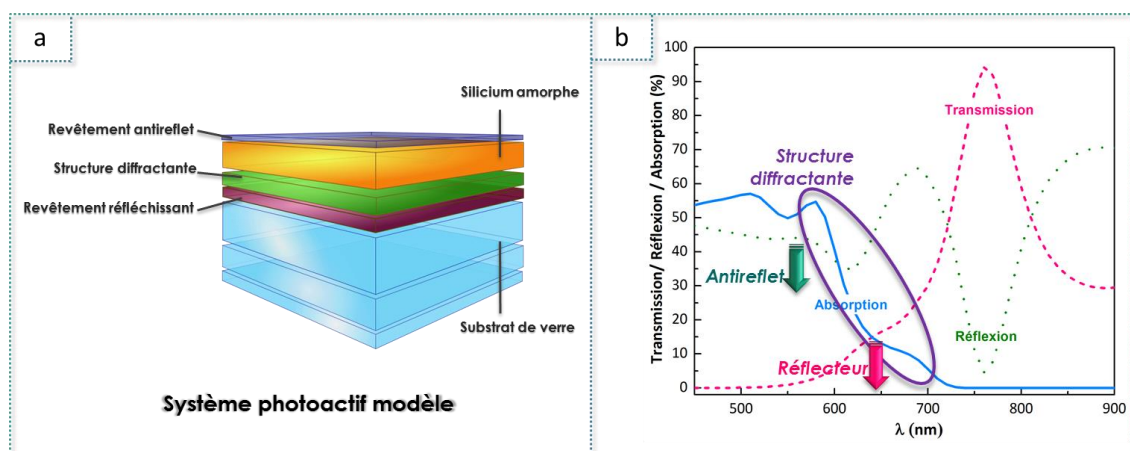 a
Silicium amorphe
Revêtement antireflet
Structure diffractante
Revêtement réfléchissant
Substrat de verre
Système photoactif modèle
b
Transmission/ Réflexion / Absorption (%)
100
90
80
70
60
50
40
30
20
10
0
Transmission
Structure
diffractante
Antireflet
Absorption
Réflexion
Réflecteur
500
600
700
800
900
λ (nm)